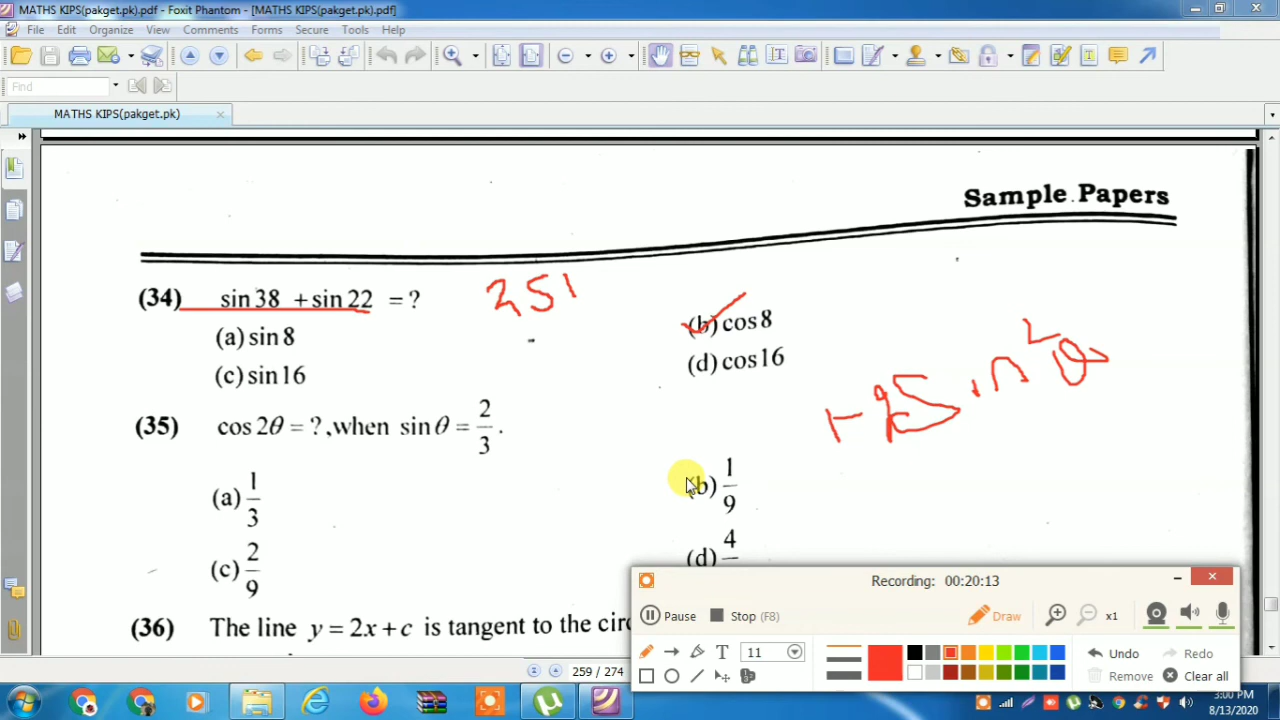 MATHS KIPS(pakget.pk).pdf - Foxit Phantom - [MATHS KIPS(pakget.pk).pdf]
File Edit Organize View Comments Forms Secure Tools Help
Find
MATHS KIPS(pakget.pk)
Sample Papers
(34) sin 38 + sin 22 = ?
2 S
(a) sin 8
(b) cos 8
(c) sin 16
(d) cos 16
1-2Sin²θ
(35) cos 2θ = ?, when sin θ = 2/3.
(a) 1/3
(b) 1/9
(c) 2/9
(d) 4
(36) The line y = 2x + c is tangent to the circ
Recording: 00:20:13
Pause Stop (F8) Draw x1
T 11 Undo Redo
Remove Clear all
259 / 274
3:00 PM
8/13/2020